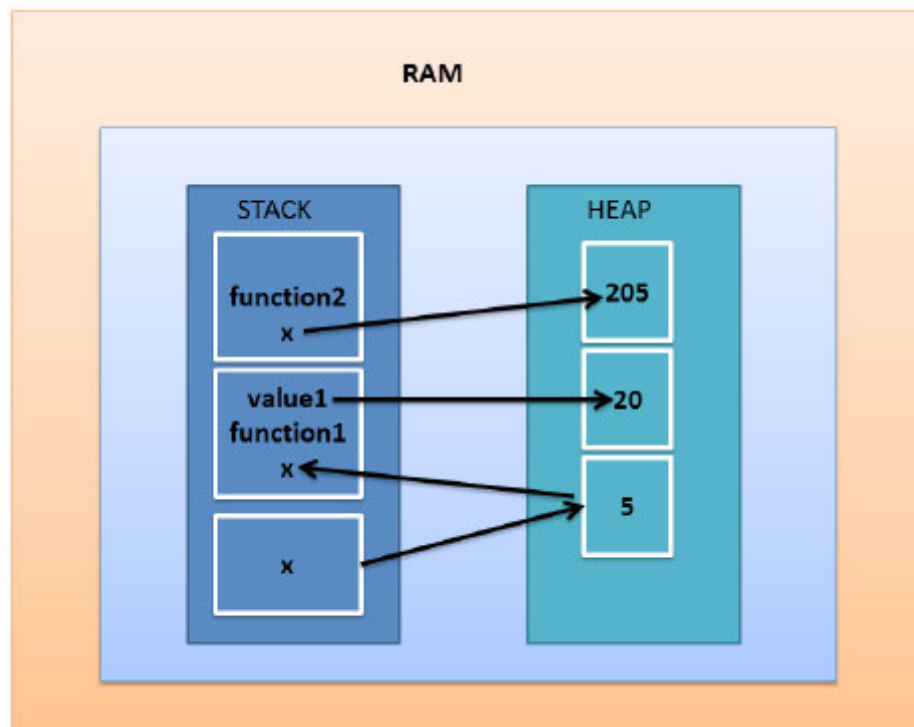 RAM
STACK
function2
x
value1
function1
x
x
HEAP
205
20
5